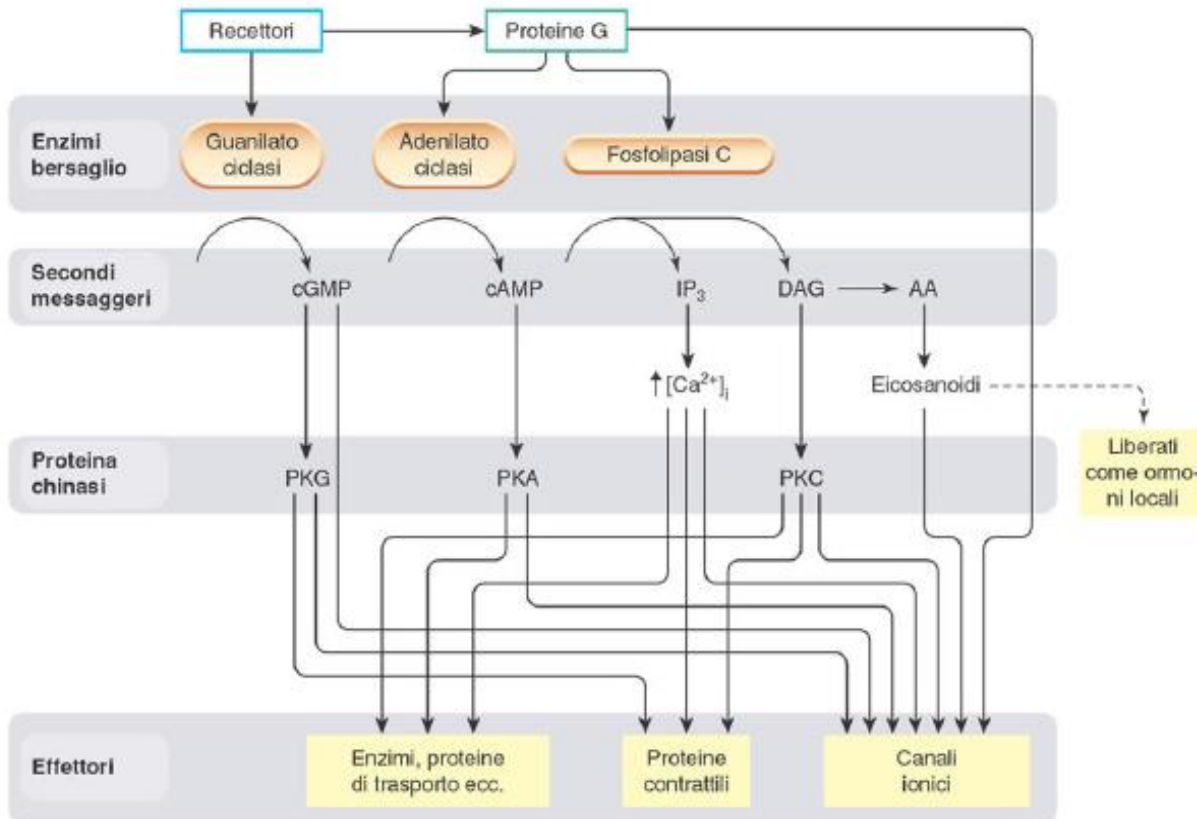 Recettori
Proteine G
Enzimi
bersaglio
Guanilato
ciclasi
Adenilato
ciclasi
Fosfolipasi C
Secondi
messaggeri
cGMP
cAMP
IP₃
DAG
AA
↑[Ca²⁺]ᵢ
Eicosanoidi
Liberati
come ormo-
ni locali
Proteina
chinasi
PKG
PKA
PKC
Effettori
Enzimi, proteine
di trasporto ecc.
Proteine
contrattili
Canali
ionici